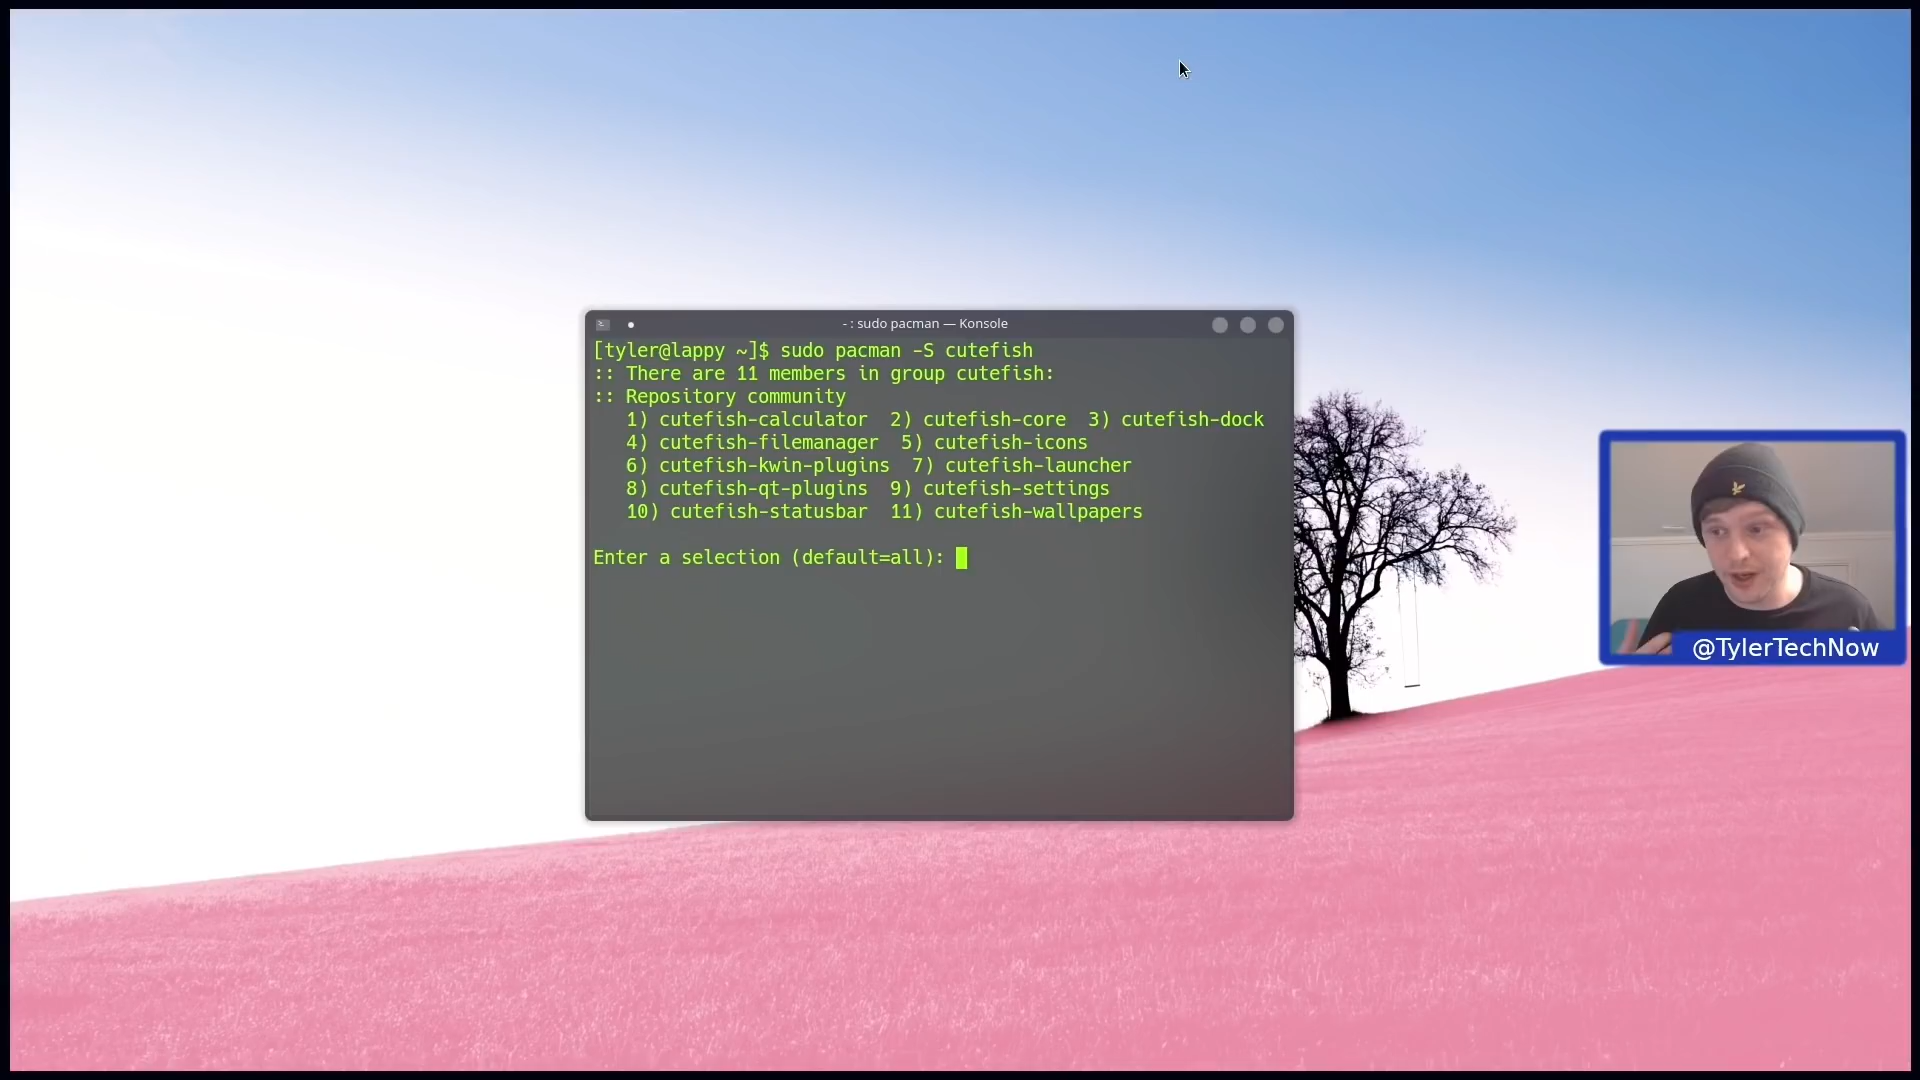 - : sudo pacman — Konsole
[tyler@lappy ~]$ sudo pacman -S cutefish
:: There are 11 members in group cutefish:
:: Repository community
   1) cutefish-calculator  2) cutefish-core  3) cutefish-dock
   4) cutefish-filemanager  5) cutefish-icons
   6) cutefish-kwin-plugins  7) cutefish-launcher
   8) cutefish-qt-plugins  9) cutefish-settings
   10) cutefish-statusbar  11) cutefish-wallpapers
Enter a selection (default=all):
@TylerTechNow